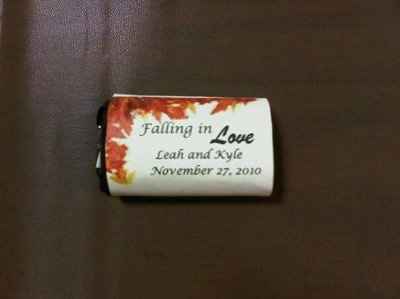 Falling in Love
Leah and Kyle
November 27, 2010